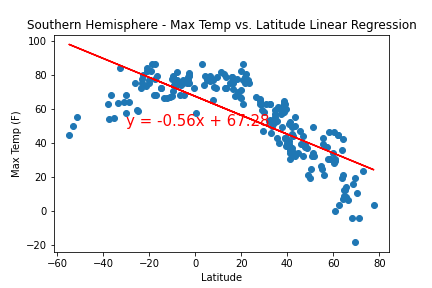 Southern Hemisphere - Max Temp vs. Latitude Linear Regression
100
80
60
40
20
0
−20
Max Temp (F)
y = -0.56x + 67.28
−60 −40 −20 0 20 40 60 80
Latitude